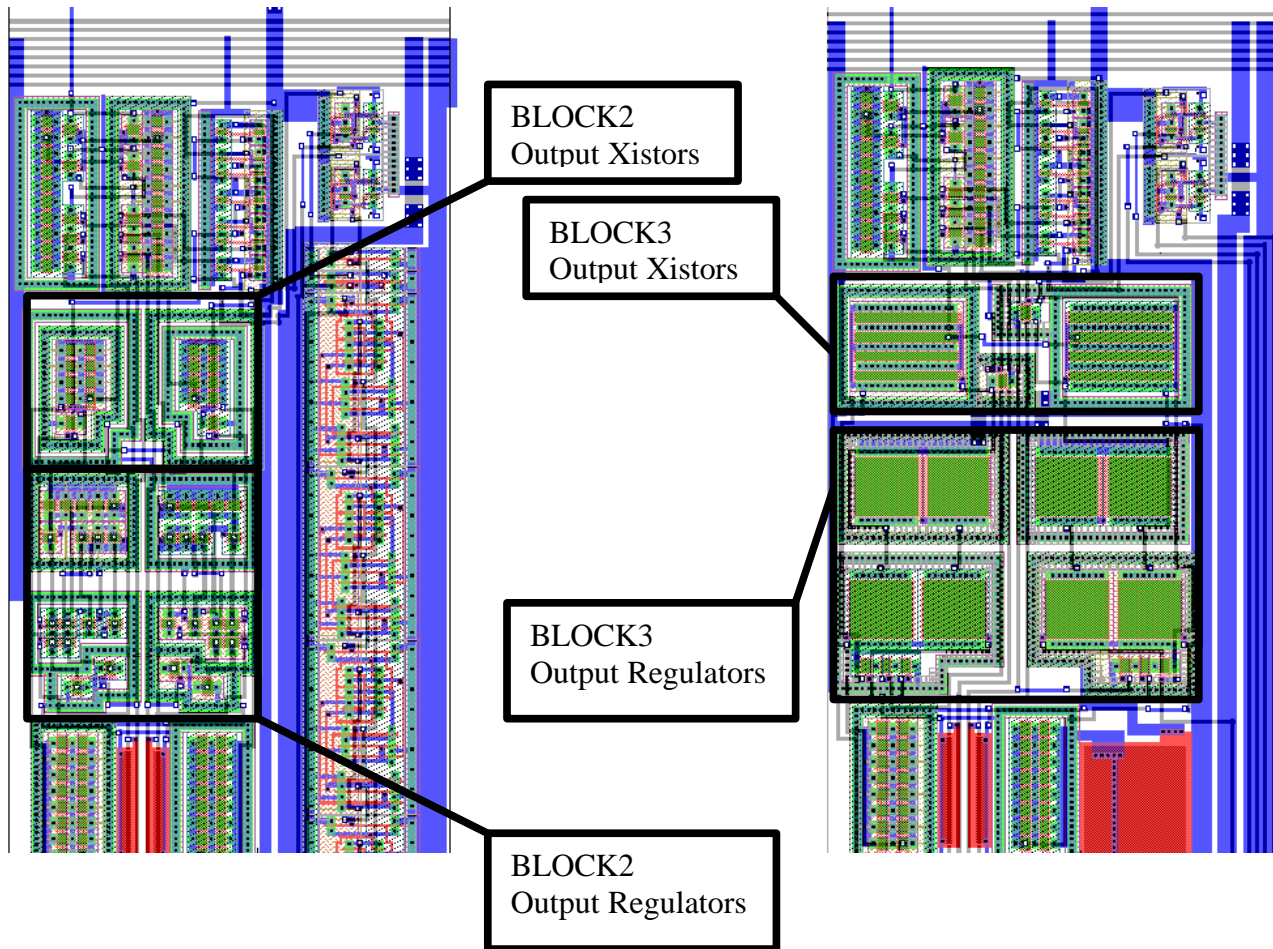 BLOCK2
Output Xistors
BLOCK3
Output Xistors
BLOCK3
Output Regulators
BLOCK2
Output Regulators